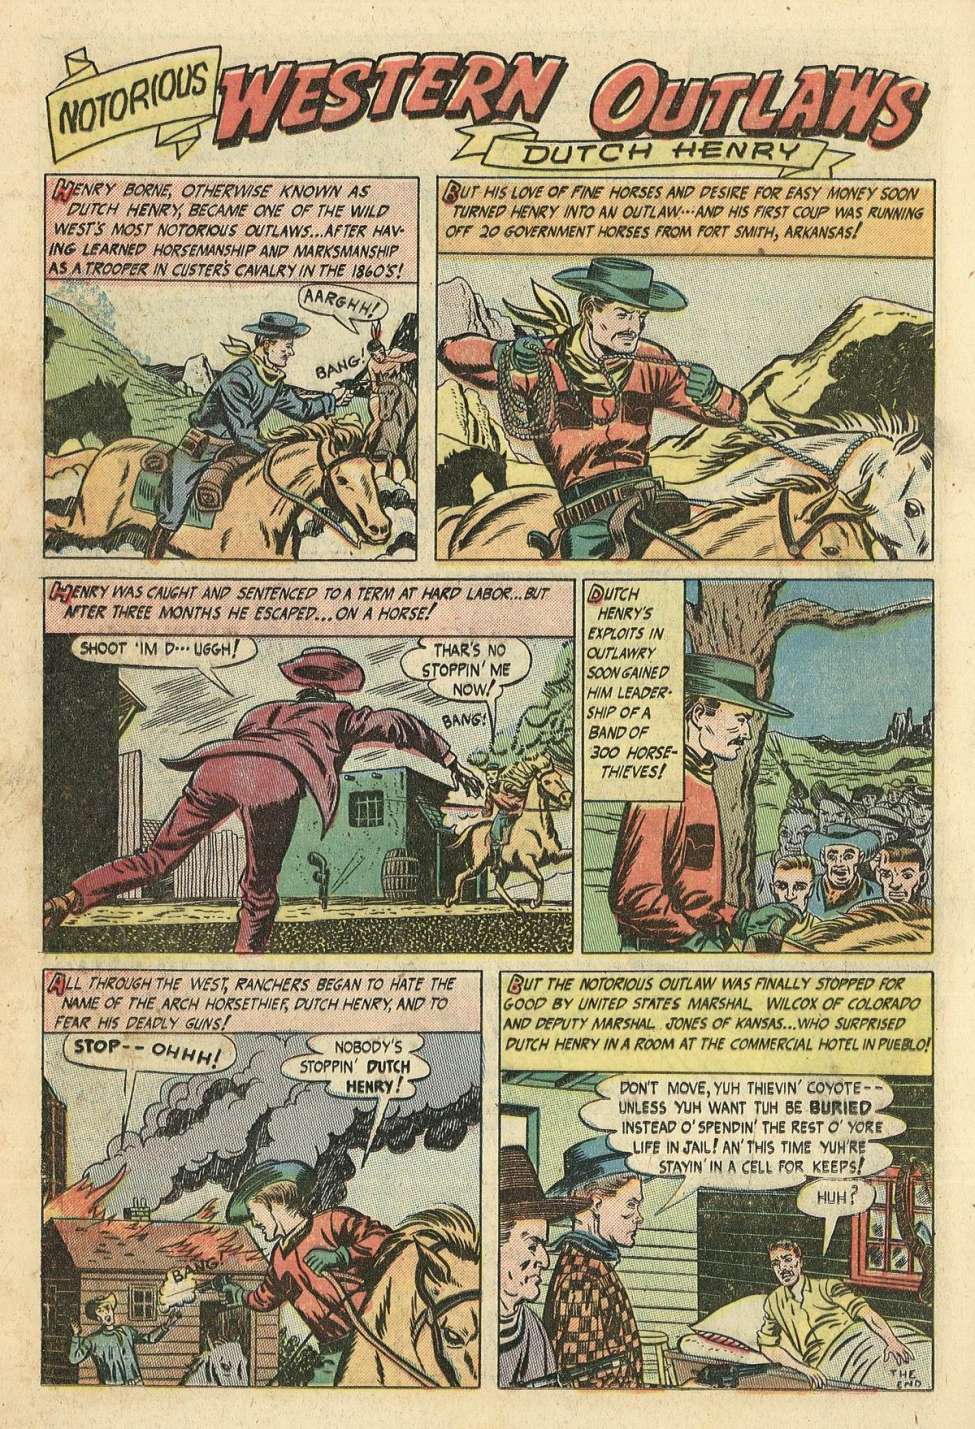 NOTORIOUS
WESTERN OUTLAWS
DUTCH HENRY
HENRY BORNE, OTHERWISE KNOWN AS
DUTCH HENRY, BECAME ONE OF THE WILD
WEST'S MOST NOTORIOUS OUTLAWS...AFTER HAV-
ING LEARNED HORSEMANSHIP AND MARKSMANSHIP
AS A TROOPER IN CUSTER'S CAVALRY IN THE 1860'S!
AARGHH!
BANG!
BUT HIS LOVE OF FINE HORSES AND DESIRE FOR EASY MONEY SOON
TURNED HENRY INTO AN OUTLAW...AND HIS FIRST COUP WAS RUNNING
OFF 20 GOVERNMENT HORSES FROM FORT SMITH, ARKANSAS!
HENRY WAS CAUGHT AND SENTENCED TO A TERM AT HARD LABOR...BUT
AFTER THREE MONTHS HE ESCAPED...ON A HORSE!
SHOOT 'IM D...UGGH!
THAR'S NO
STOPPIN' ME
NOW!
BANG!
DUTCH
HENRY'S
EXPLOITS IN
OUTLAWRY
SOON GAINED
HIM LEADER-
SHIP OF A
BAND OF
300 HORSE-
THIEVES!
ALL THROUGH THE WEST, RANCHERS BEGAN TO HATE THE
NAME OF THE ARCH HORSETHIEF, DUTCH HENRY, AND TO
FEAR HIS DEADLY GUNS!
STOP-- OHHH!
NOBODY'S
STOPPIN' DUTCH
HENRY!
BANG!
BUT THE NOTORIOUS OUTLAW WAS FINALLY STOPPED FOR
GOOD BY UNITED STATES MARSHAL WILCOX OF COLORADO
AND DEPUTY MARSHAL JONES OF KANSAS...WHO SURPRISED
DUTCH HENRY IN A ROOM AT THE COMMERCIAL HOTEL IN PUEBLO!
DON'T MOVE, YUH THIEVIN' COYOTE--
UNLESS YUH WANT TUH BE BURIED
INSTEAD O' SPENDIN' THE REST O' YORE
LIFE IN JAIL! AN' THIS TIME YUH'RE
STAYIN' IN A CELL FOR KEEPS!
HUH?
THE
END